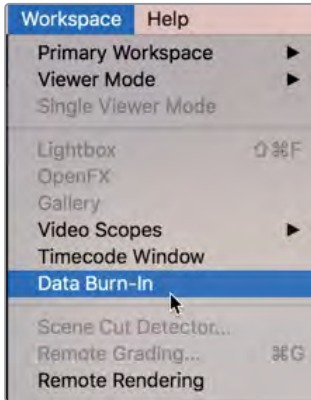 Workspace Help
Primary Workspace ▶
Viewer Mode ▶
Single Viewer Mode
Lightbox ⇧⌘F
OpenFX
Gallery
Video Scopes ▶
Timecode Window
Data Burn-In
Scene Cut Detector...
Remote Grading... ⌘G
Remote Rendering